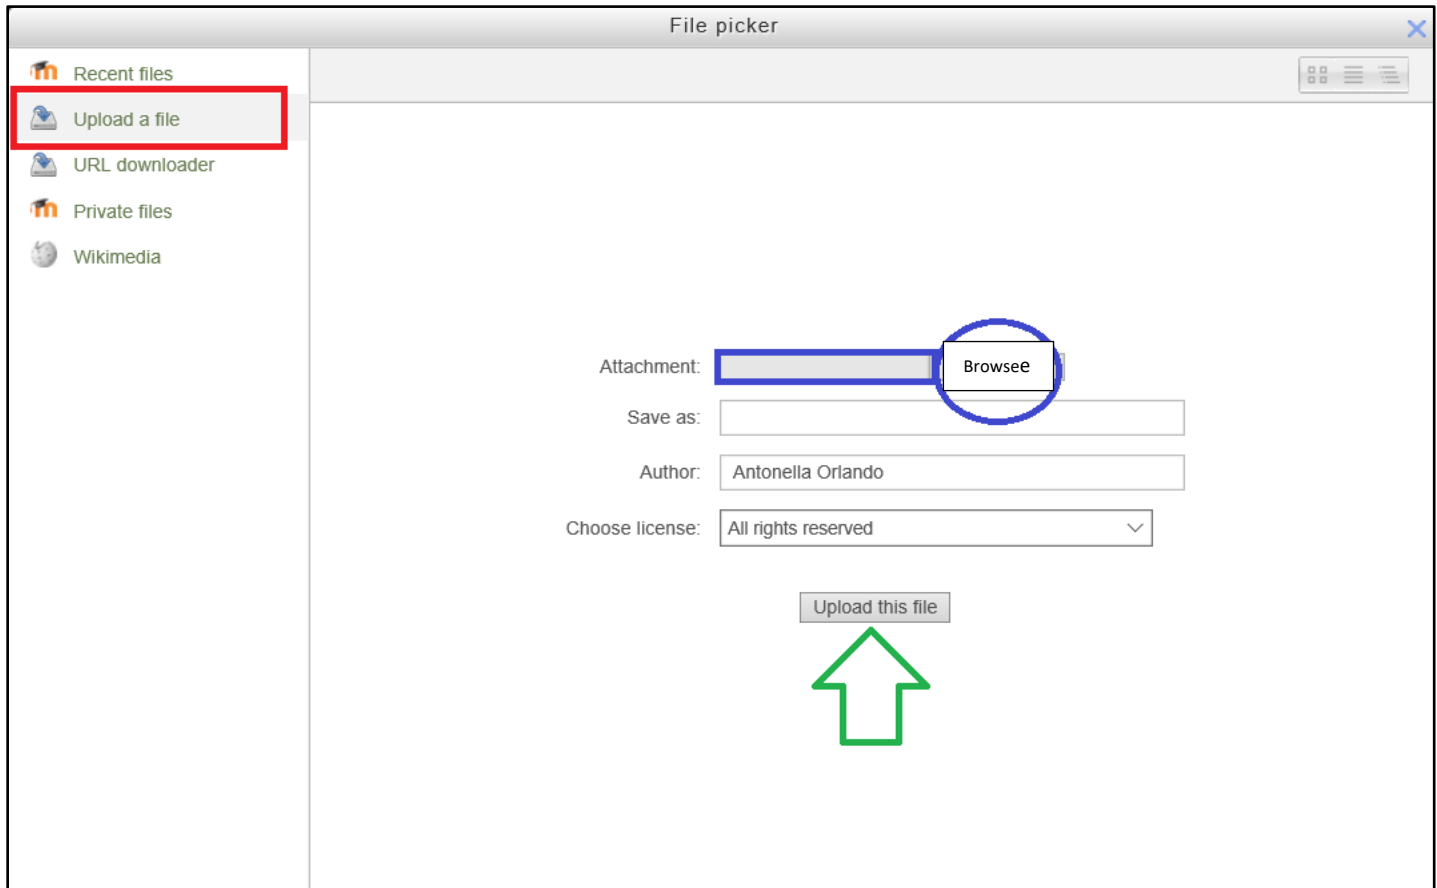 File picker
Recent files
Upload a file
URL downloader
Private files
Wikimedia
Attachment: Browsee
Save as:
Author: Antonella Orlando
Choose license: All rights reserved
Upload this file